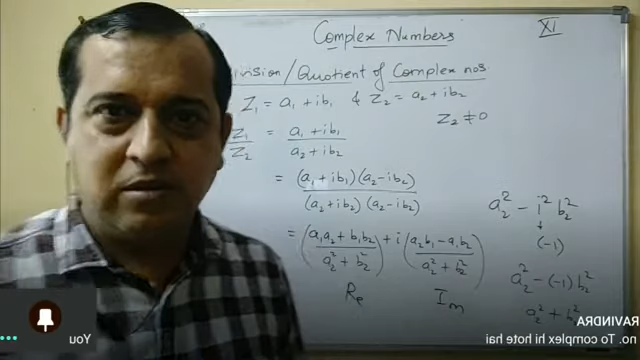 Complex Numbers
XI
Division/Quotient of Complex nos.
Z₁ = a₁ + ib₁ & Z₂ = a₂ + ib₂
Z₂ ≠ 0
Z₁/Z₂ = (a₁ + ib₁)/(a₂ + ib₂)
= (a₁ + ib₁)(a₂ - ib₂)/(a₂ + ib₂)(a₂ - ib₂)
= ((a₁a₂ + b₁b₂)/(a₂² + b₂²)) + i((a₂b₁ - a₁b₂)/(a₂² + b₂²))
Re Im
a₂² - i² b₂²
(-1)
a₂² - (-1) b₂²
a₂² + b₂²
RAVINDRA
no. To complex hi hote hai
You